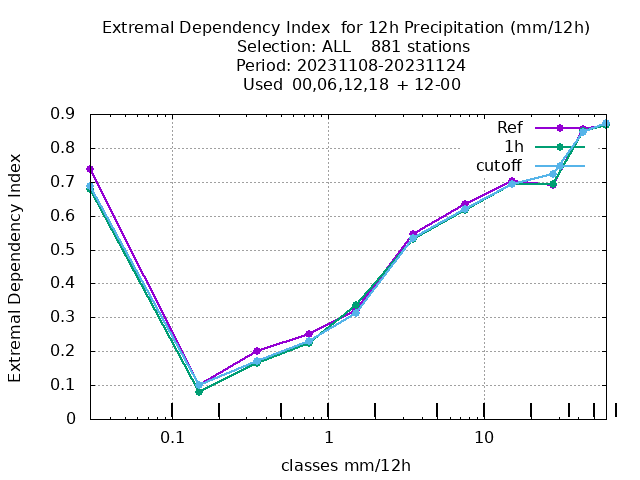 Extremal Dependency Index  for 12h Precipitation (mm/12h)
Selection: ALL    881 stations
Period: 20231108-20231124
Used  00,06,12,18  + 12-00
Extremal Dependency Index
0.9
0.8
0.7
0.6
0.5
0.4
0.3
0.2
0.1
0
Ref
1h
cutoff
0.1 1 10
classes mm/12h